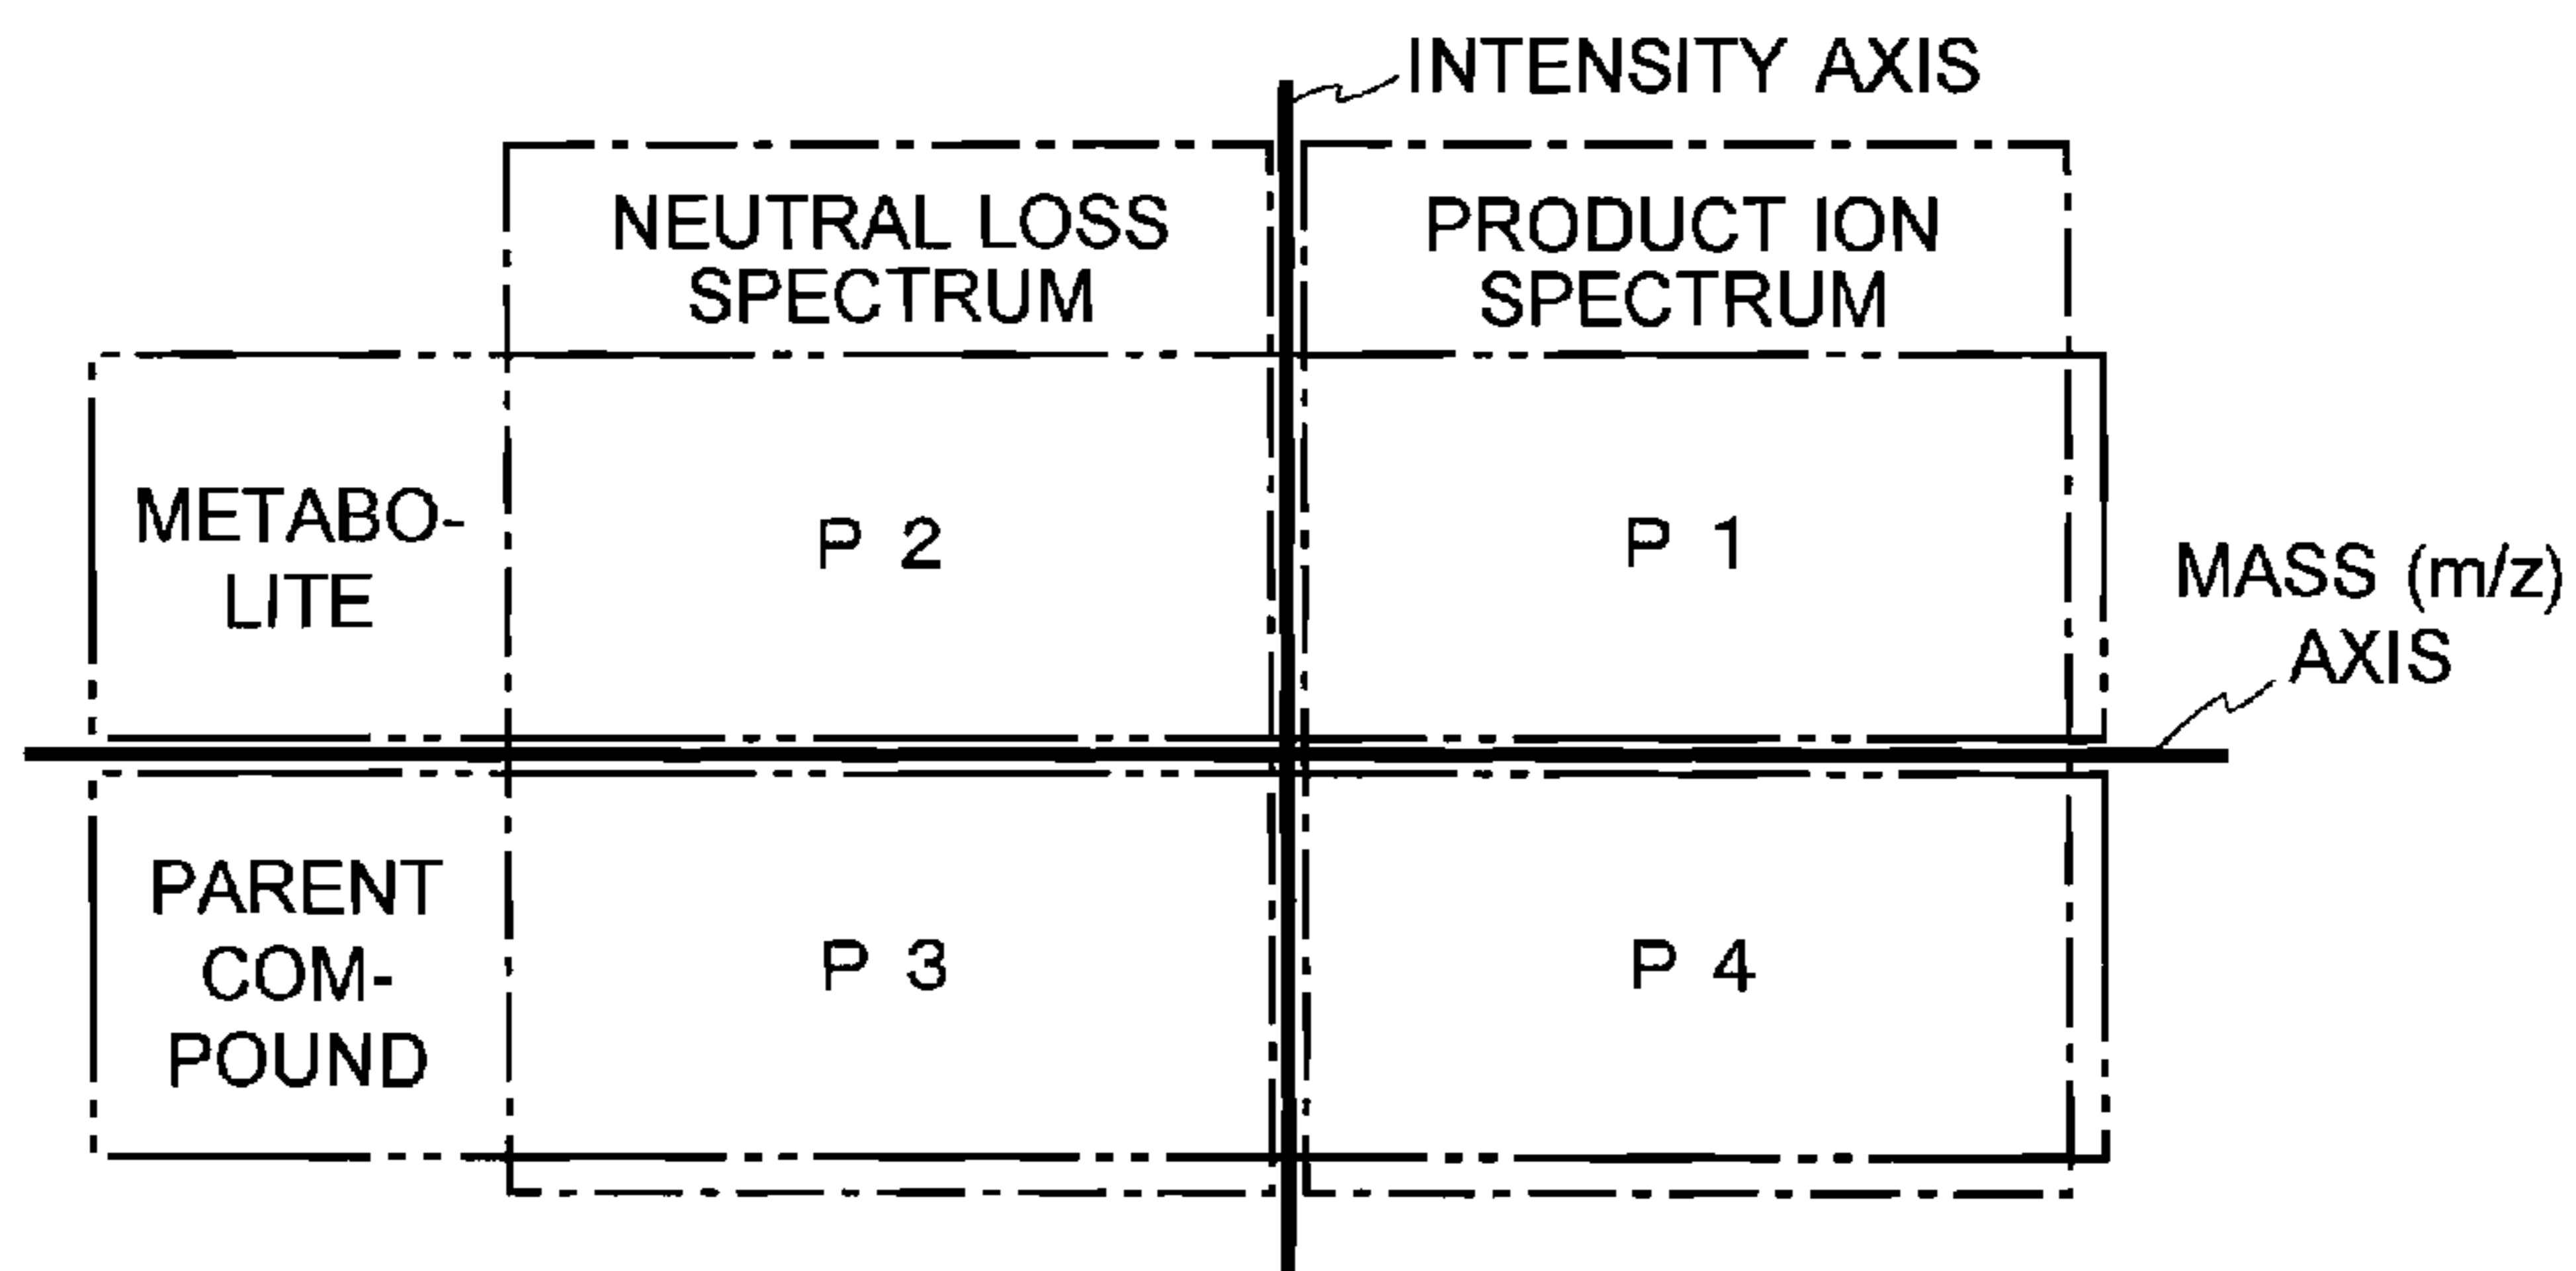 INTENSITY AXIS
NEUTRAL LOSS
SPECTRUM
PRODUCT ION
SPECTRUM
METABO-
LITE
P 2
P 1
MASS (m/z)
AXIS
PARENT
COM-
POUND
P 3
P 4